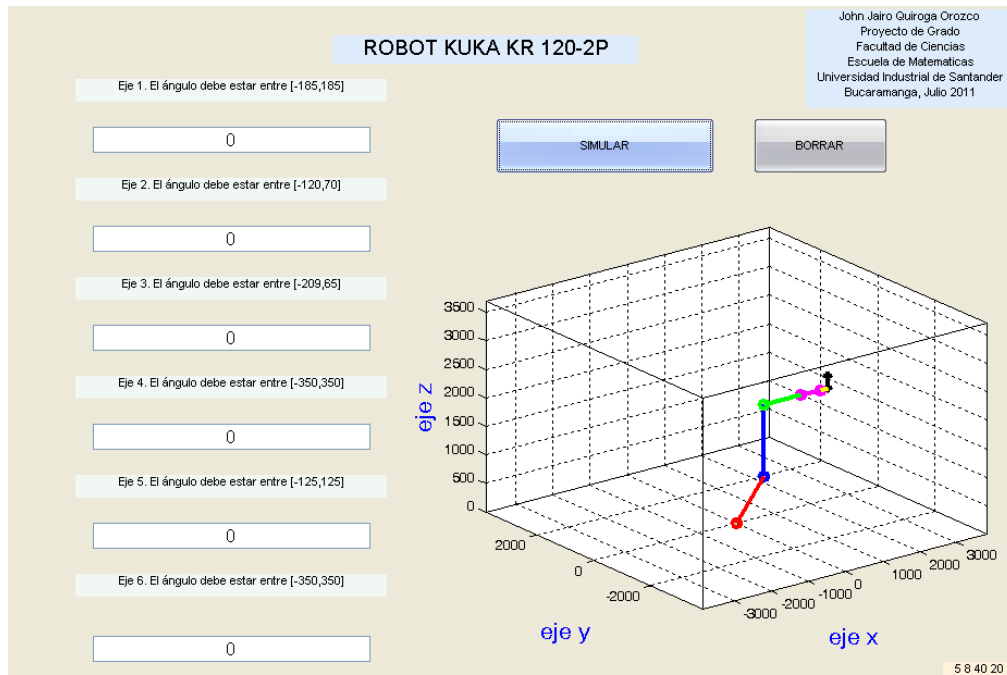 John Jairo Quiroga Orozco
Proyecto de Grado
Facultad de Ciencias
Escuela de Matematicas
Universidad Industrial de Santander
Bucaramanga, Julio 2011
ROBOT KUKA KR 120-2P
Eje 1. El ángulo debe estar entre [-185,185]
0
SIMULAR
BORRAR
Eje 2. El ángulo debe estar entre [-120,70]
0
Eje 3. El ángulo debe estar entre [-209,65]
0
Eje 4. El ángulo debe estar entre [-350,350]
0
Eje 5. El ángulo debe estar entre [-125,125]
0
Eje 6. El ángulo debe estar entre [-350,350]
0
3500
3000
2500
2000
1500
1000
500
0
eje z
2000
0
-2000
eje y
-3000
-2000
-1000
0
1000
2000
3000
eje x
5 8 40 20